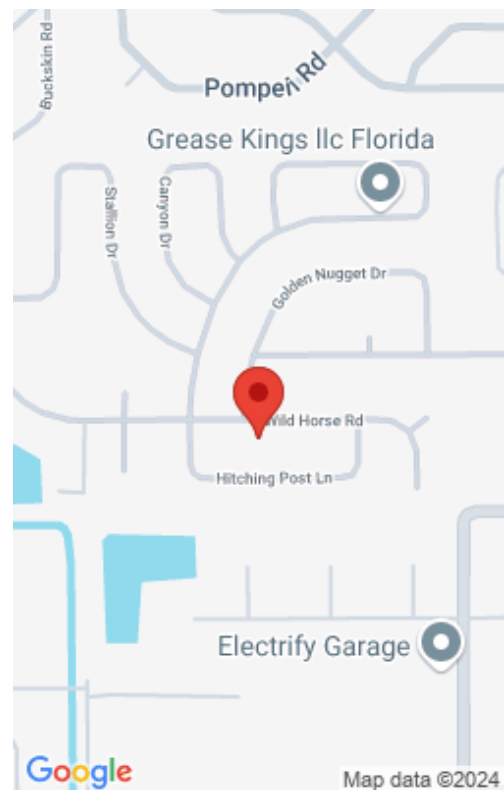 Buckskin Rd
Pompeii Rd
Grease Kings llc Florida
Stallion Dr
Canyon Dr
Golden Nugget Dr
Wild Horse Rd
Hitching Post Ln
Electrify Garage
Google
Map data ©2024